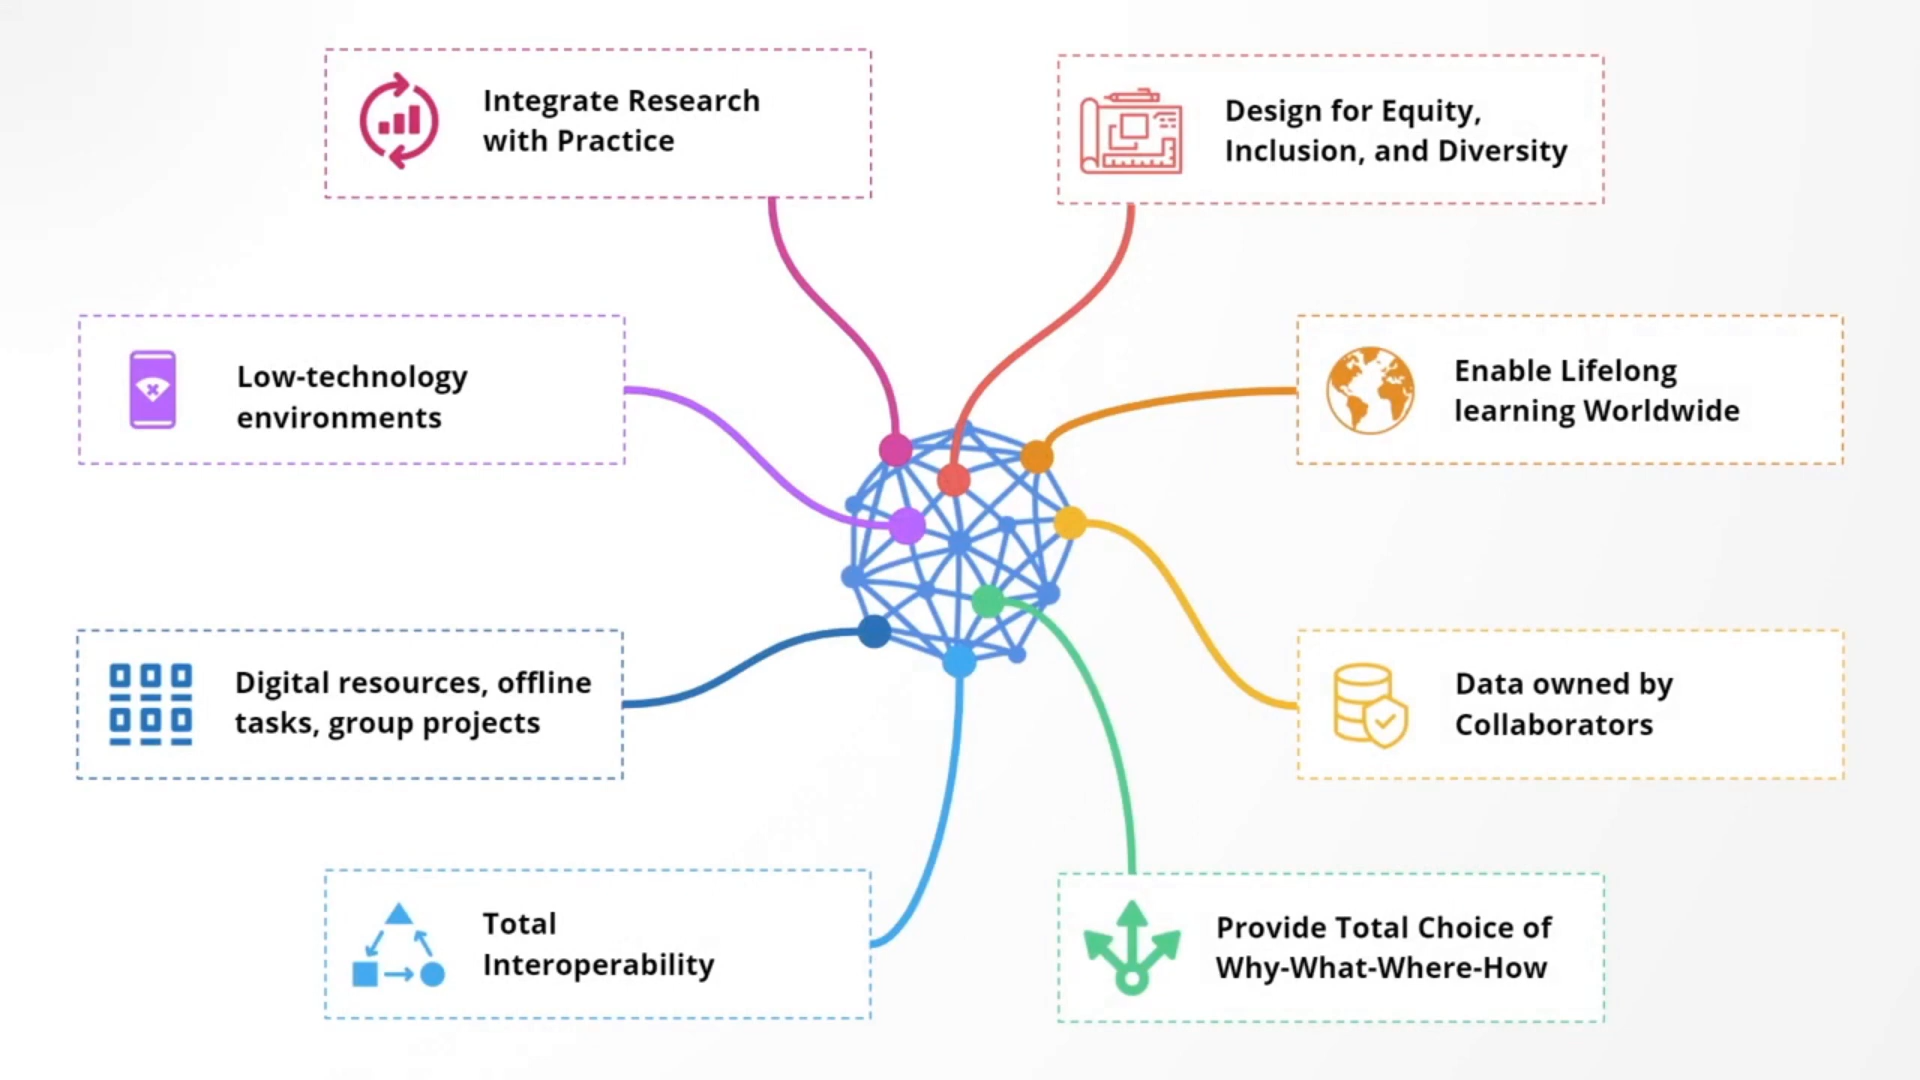 Integrate Research
with Practice
Design for Equity,
Inclusion, and Diversity
Low-technology
environments
Enable Lifelong
learning Worldwide
Digital resources, offline
tasks, group projects
Data owned by
Collaborators
Total
Interoperability
Provide Total Choice of
Why-What-Where-How